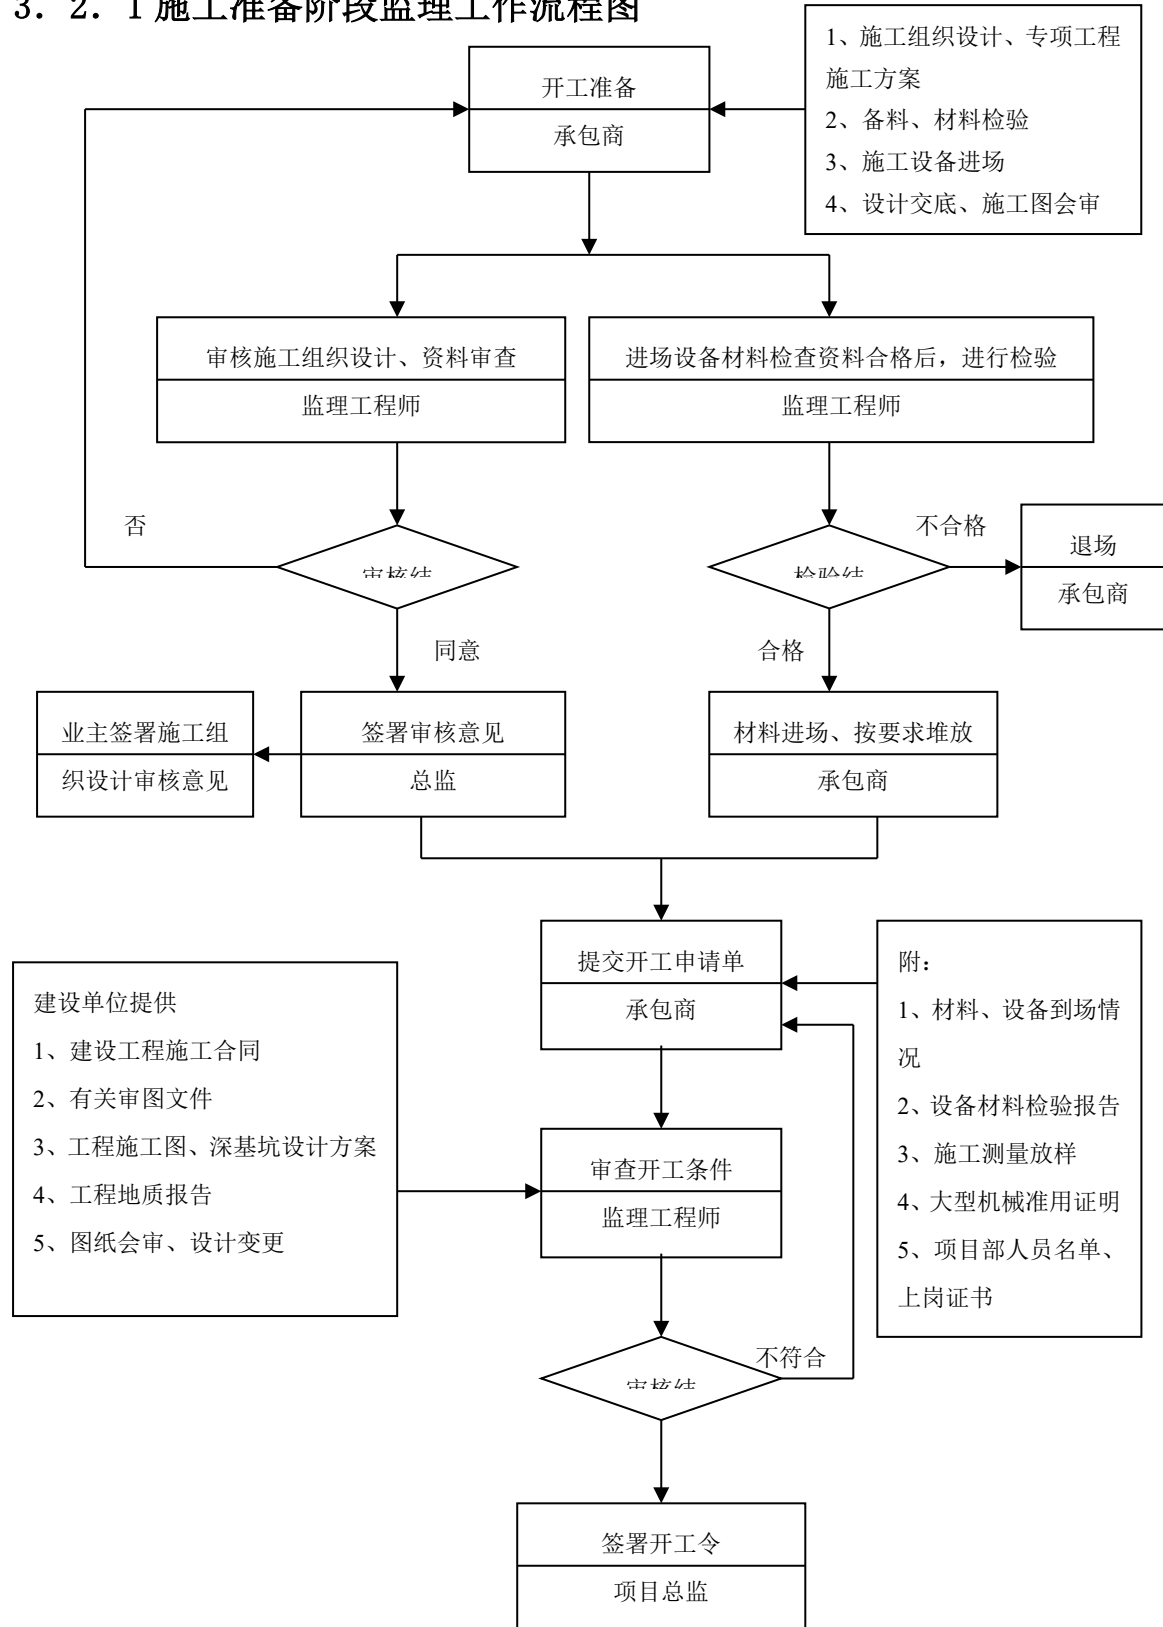 3．2．1施工准备阶段监理工作流程图
1、施工组织设计、专项工程
施工方案
2、备料、材料检验
3、施工设备进场
4、设计交底、施工图会审
开工准备
承包商
审核施工组织设计、资料审查
监理工程师
进场设备材料检查资料合格后，进行检验
监理工程师
否
不合格
退场
承包商
审核结
检验结
同意
合格
业主签署施工组
织设计审核意见
签署审核意见
总监
材料进场、按要求堆放
承包商
提交开工申请单
承包商
附：
1、材料、设备到场情
况
2、设备材料检验报告
3、施工测量放样
4、大型机械准用证明
5、项目部人员名单、
上岗证书
建设单位提供
1、建设工程施工合同
2、有关审图文件
3、工程施工图、深基坑设计方案
4、工程地质报告
5、图纸会审、设计变更
审查开工条件
监理工程师
不符合
审核结
签署开工令
项目总监